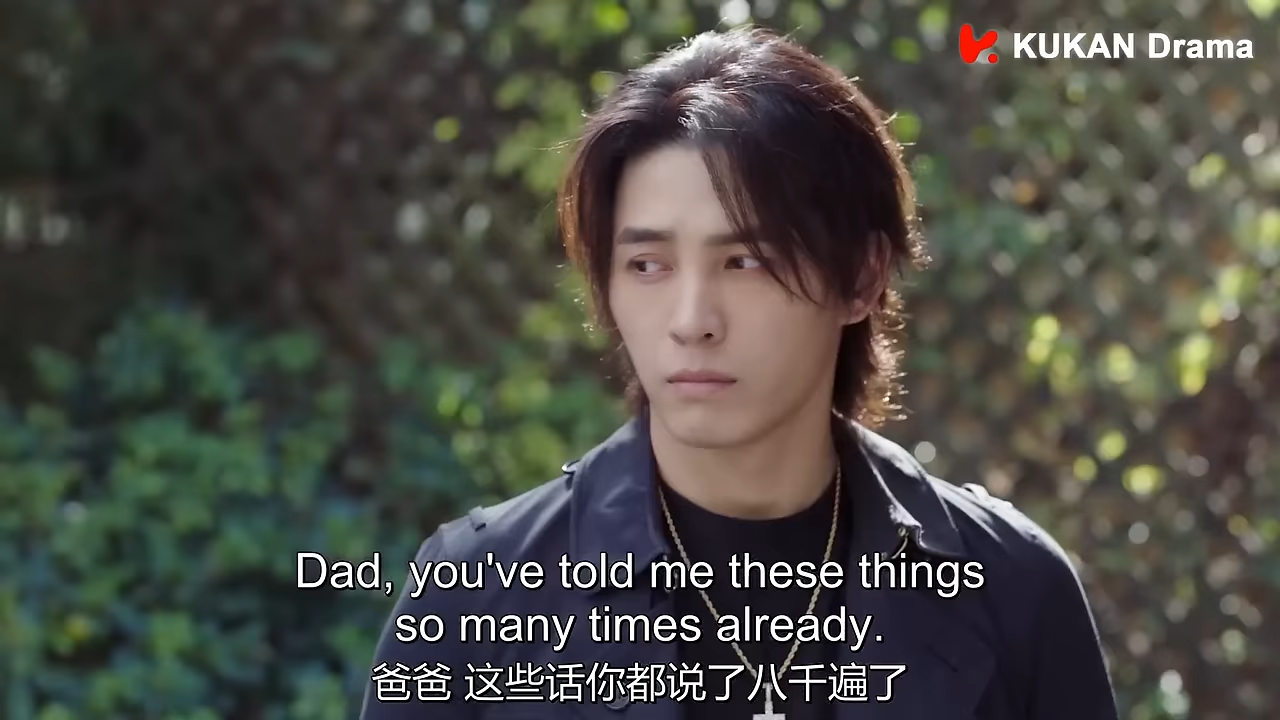 KUKAN Drama
Dad, you've told me these things
so many times already.
爸爸 这些话你都说了八千遍了